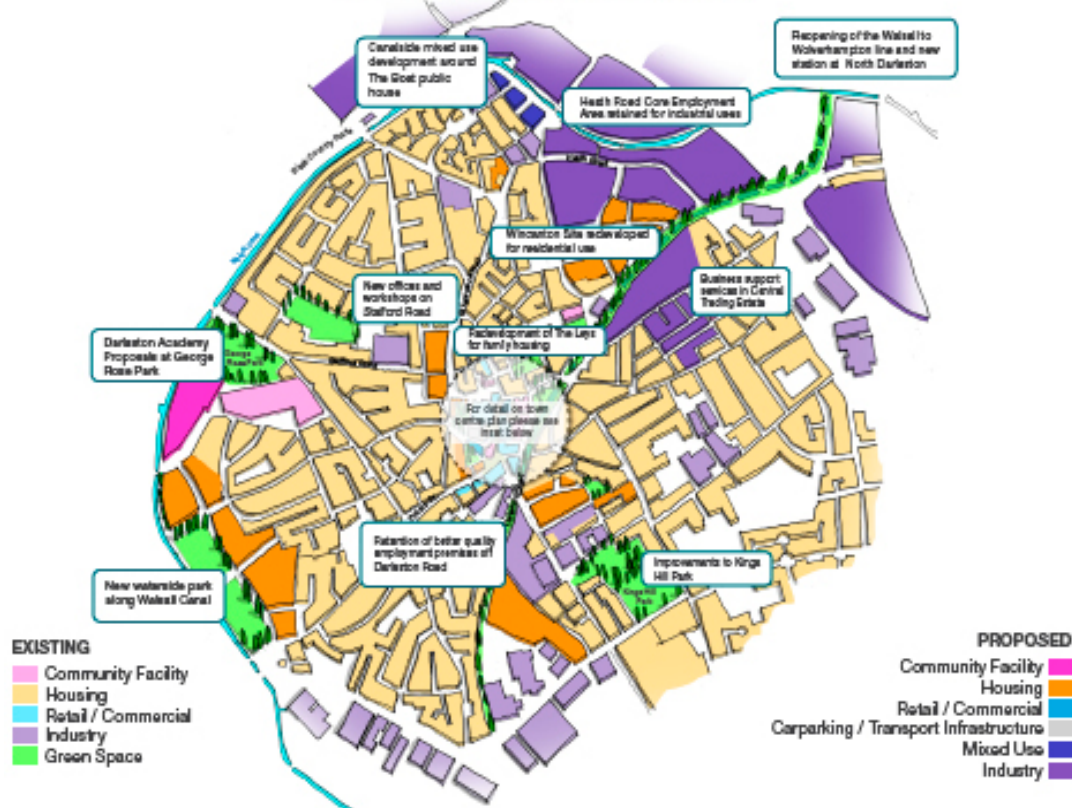 Canalside mixed use
development around
The Boat public
house
Reopening of the Walsall to
Wolverhampton line and new
station at North Darlaston
Heath Road Core Employment
Area retained for industrial uses
Wincanton Site redeveloped
for residential use
New offices and
workshops on
Stafford Road
Business support
services in Central
Trading Estate
Redevelopment of The Leys
for family housing
Darlaston Academy
Proposals at George
Rose Park
George
Rose Park
For detail on town
centre plan please see
inset below
Retention of better quality
employment premises off
Darlaston Road
Improvements to Kings
Hill Park
Kings Hill
Park
New waterside park
along Walsall Canal
EXISTING
Community Facility
Housing
Retail / Commercial
Industry
Green Space
PROPOSED
Community Facility
Housing
Retail / Commercial
Carparking / Transport Infrastructure
Mixed Use
Industry